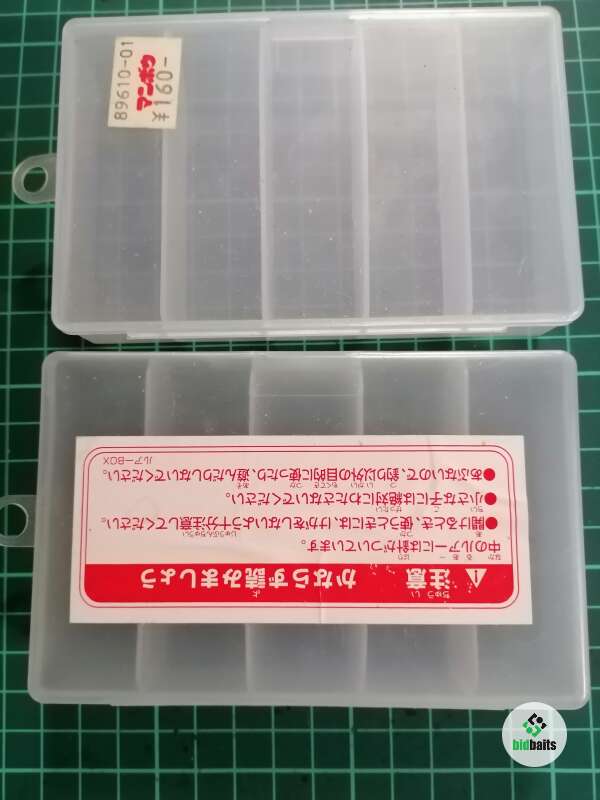 89610-01
マンボウ
¥160-
⚠注意 かならず読みましょう
中のルアーには針がついています。
●開けるとき、使うときには、けがをしないよう十分注意してください。
●小さな子には絶対にわたさないでください。
●あぶないので、釣り以外の目的に使ったり、遊んだりしないでください。
ルアーBOX
bidbaits